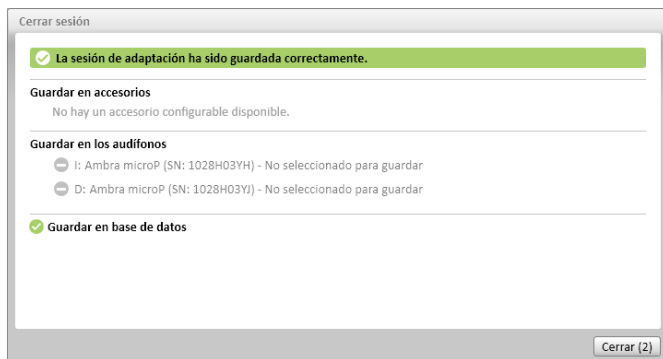 Cerrar sesión
La sesión de adaptación ha sido guardada correctamente.
Guardar en accesorios
No hay un accesorio configurable disponible.
Guardar en los audífonos
I: Ambra microP (SN: 1028H03YH) - No seleccionado para guardar
D: Ambra microP (SN: 1028H03YJ) - No seleccionado para guardar
Guardar en base de datos
Cerrar (2)